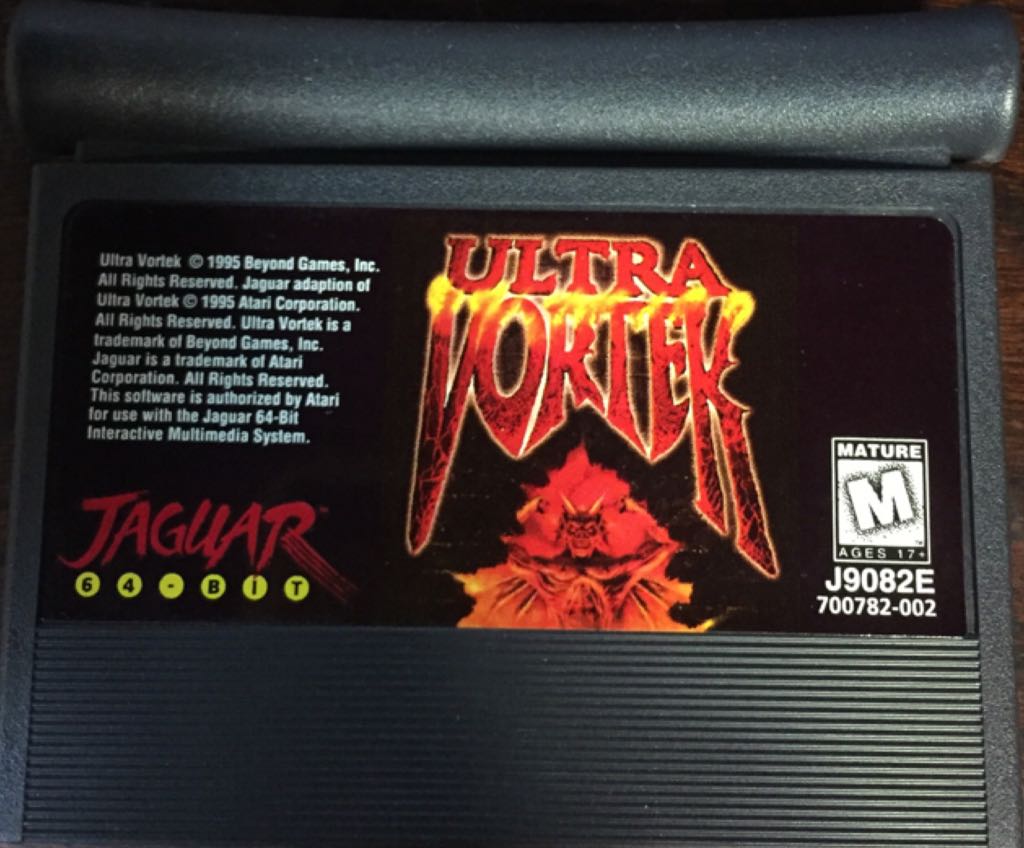 Ultra Vortek © 1995 Beyond Games, Inc.
All Rights Reserved. Jaguar adaption of
Ultra Vortek © 1995 Atari Corporation.
All Rights Reserved. Ultra Vortek is a
trademark of Beyond Games, Inc.
Jaguar is a trademark of Atari
Corporation. All Rights Reserved.
This software is authorized by Atari
for use with the Jaguar 64-Bit
Interactive Multimedia System.
JAGUAR™
64-BIT
ULTRA
VORTEK
MATURE
M
AGES 17+
J9082E
700782-002